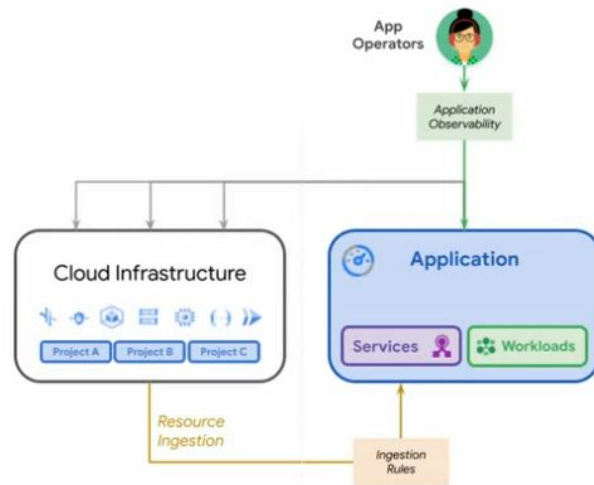 App
Operators
Application
Observability
Cloud Infrastructure
Project A
Project B
Project C
Application
Services
Workloads
Resource
Ingestion
Ingestion
Rules